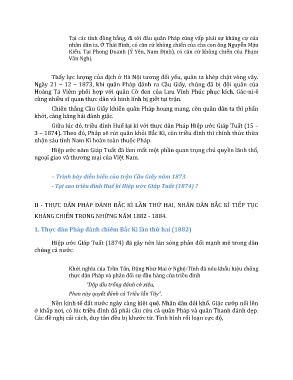 Tại các tỉnh đồng bằng, đi tới đâu quân Pháp cũng vấp phải sự kháng cự của
nhân dân ta. Ở Thái Bình, có căn cứ kháng chiến của cha con ông Nguyễn Mậu
Kiến. Tại Phong Doanh (Ý Yên, Nam Định), có căn cứ kháng chiến của Phạm
Văn Nghị.
Thấy lực lượng của địch ở Hà Nội tương đối yếu, quân ta khép chặt vòng vây.
Ngày 21 – 12 – 1873, khi quân Pháp đánh ra Cầu Giấy, chúng đã bị đội quân của
Hoàng Tá Viêm phối hợp với quân Cờ đen của Lưu Vĩnh Phúc phục kích. Gác-ni-ê
cùng nhiều sĩ quan thực dân và binh lính bị giết tại trận.
Chiến thắng Cầu Giấy khiến quân Pháp hoang mang, còn quân dân ta thì phấn
khởi, càng hăng hái đánh giặc.
Giữa lúc đó, triều đình Huế lại kí với thực dân Pháp Hiệp ước Giáp Tuất (15 –
3 – 1874). Theo đó, Pháp sẽ rút quân khỏi Bắc Kì, còn triều đình thì chính thức thừa
nhận sáu tỉnh Nam Kì hoàn toàn thuộc Pháp.
Hiệp ước năm Giáp Tuất đã làm mất một phần quan trọng chủ quyền lãnh thổ,
ngoại giao và thương mại của Việt Nam.
- Trình bày diễn biến của trận Cầu Giấy năm 1873.
- Tại sao triều đình Huế kí Hiệp ước Giáp Tuất (1874) ?
II - THỰC DÂN PHÁP ĐÁNH BẮC KÌ LẦN THỨ HAI, NHÂN DÂN BẮC KÌ TIẾP TỤC
KHÁNG CHIẾN TRONG NHỮNG NĂM 1882 - 1884.
1. Thực dân Pháp đánh chiếm Bắc Kì lần thứ hai (1882)
Hiệp ước Giáp Tuất (1874) đã gây nên làn sóng phản đối mạnh mẽ trong dân
chúng cả nước.
Khởi nghĩa của Trần Tấn, Đặng Như Mai ở Nghệ-Tĩnh đã nêu khẩu hiệu chống
thực dân Pháp và phản đối sự đầu hàng của triều đình
"Dập dìu trống đánh cờ xiêu,
Phen này quyết đánh cả Triều lẫn Tây".
Nền kinh tế đất nước ngày càng kiệt quệ. Nhân dân đói khổ. Giặc cướp nổi lên
ở khắp nơi, có lúc triều đình đã phải cầu cứu cả quân Pháp và quân Thanh đánh dẹp.
Các đề nghị cải cách, duy tân đều bị khước từ. Tình hình rối loạn cực độ,